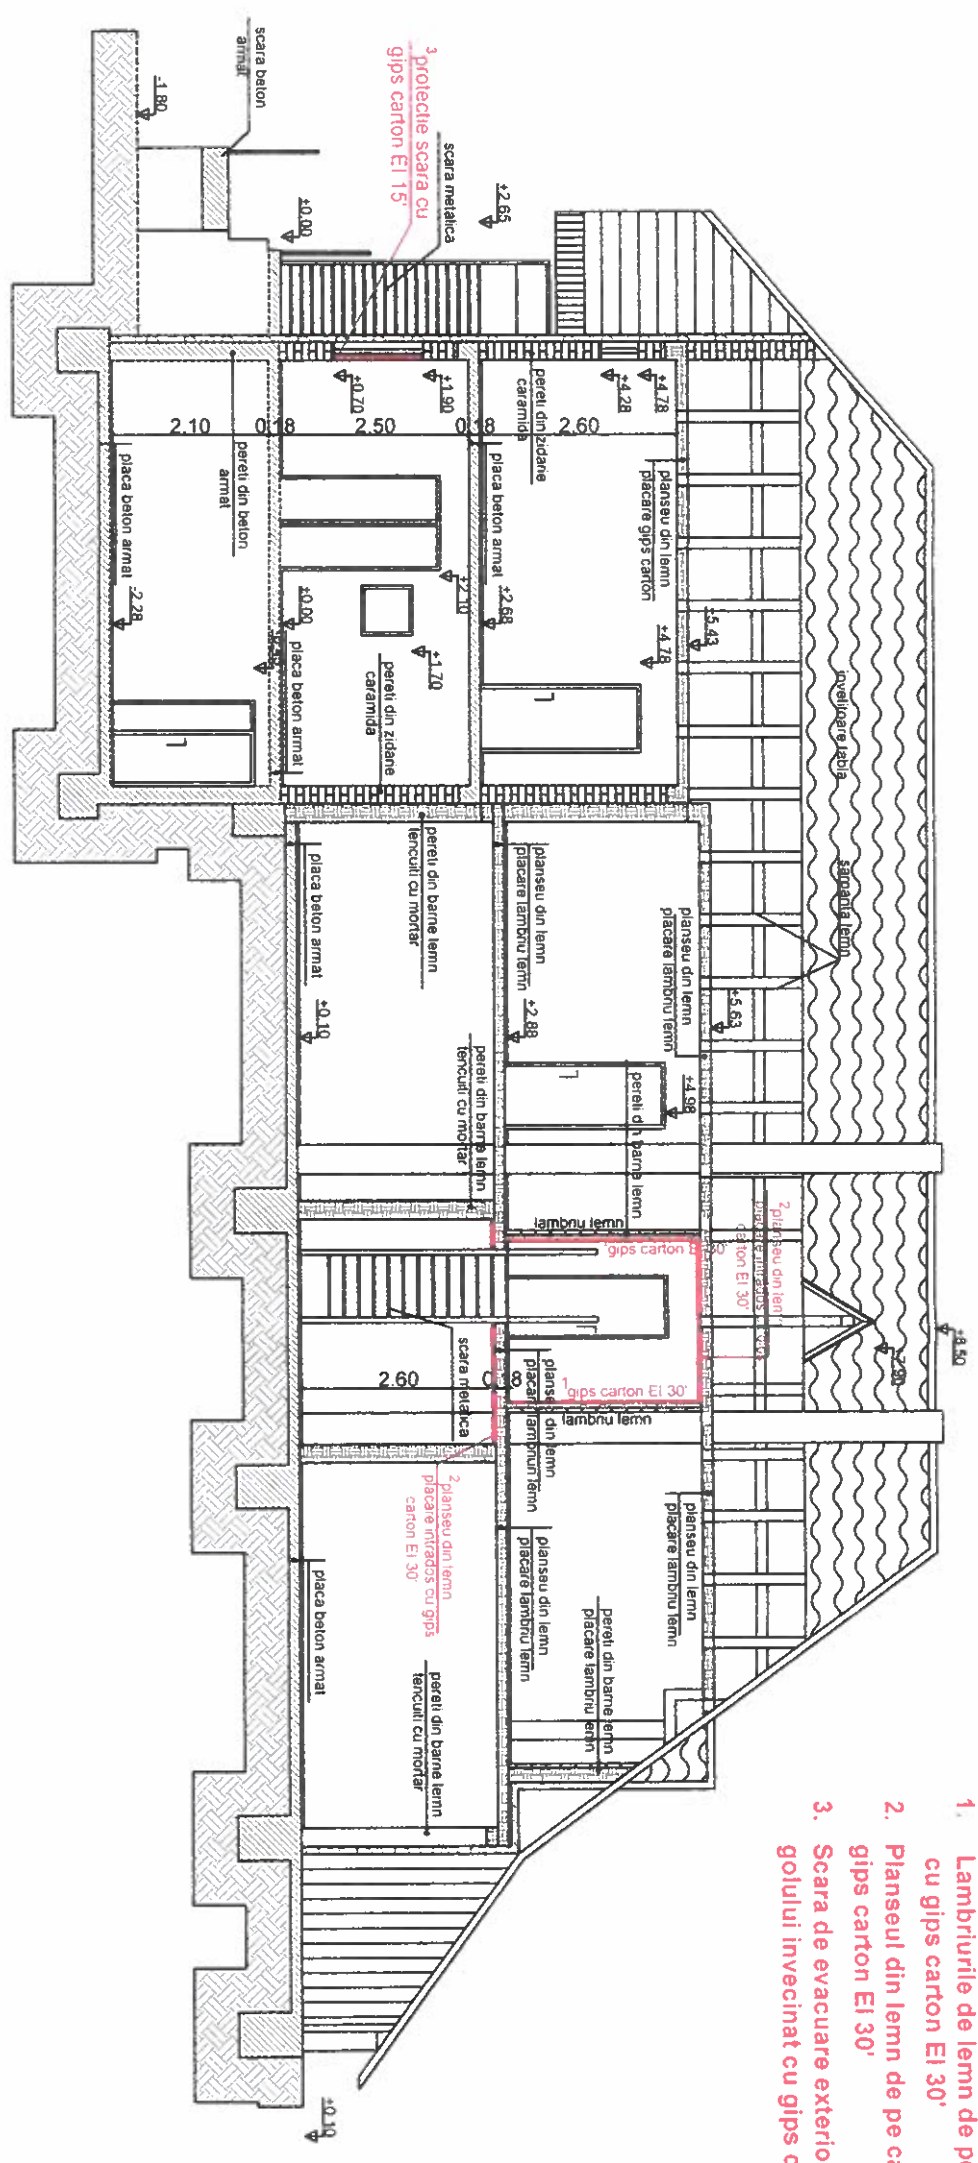 scara beton
armat
-1.80
3 protectie scara cu
gips carton EI 15'
scara metalica
+2.65
+0.00
+0.70
+1.90
+4.28
+4.78
2.10
0.18
2.50
0.18
2.60
pereti din zidarie
caramida
planseu din lemn
placare gips carton
placa beton armat
pereti din beton
armat
placa beton armat
-2.28
+0.00
+2.10
+2.68
+5.43
+4.78
+1.70
placa beton armat
pereti din zidarie
caramida
invelitoare tabla
sarpanta lemn
placa beton armat
pereti din barne lemn
tencuiti cu mortar
planseu din lemn
placare lambriu lemn
planseu din lemn
placare lambriu lemn
+0.10
+2.88
+5.63
+4.98
pereti din barne lemn
tencuiti cu mortar
pereti din barne lemn
lambriu lemn
gips carton
2 planseu din lem
carton EI 30'
+8.50
scara metalica
2.60
1 gips carton EI 30'
lambriu lemn
planseu din lemn
placare lambriuri lemn
2 planseu din lemn
placare intrados cu gips
carton EI 30'
planseu din lemn
placare lambriu lemn
planseu din lemn
placare lambriu lemn
pereti din barne lemn
placare lambriu lemn
placa beton armat
pereti din barne lemn
tencuiti cu mortar
±0.10
1. Lambriurile de lemn de pe
cu gips carton EI 30'
2. Planseul din lemn de pe ca
gips carton EI 30'
3. Scara de evacuare exterio
golului invecinat cu gips c